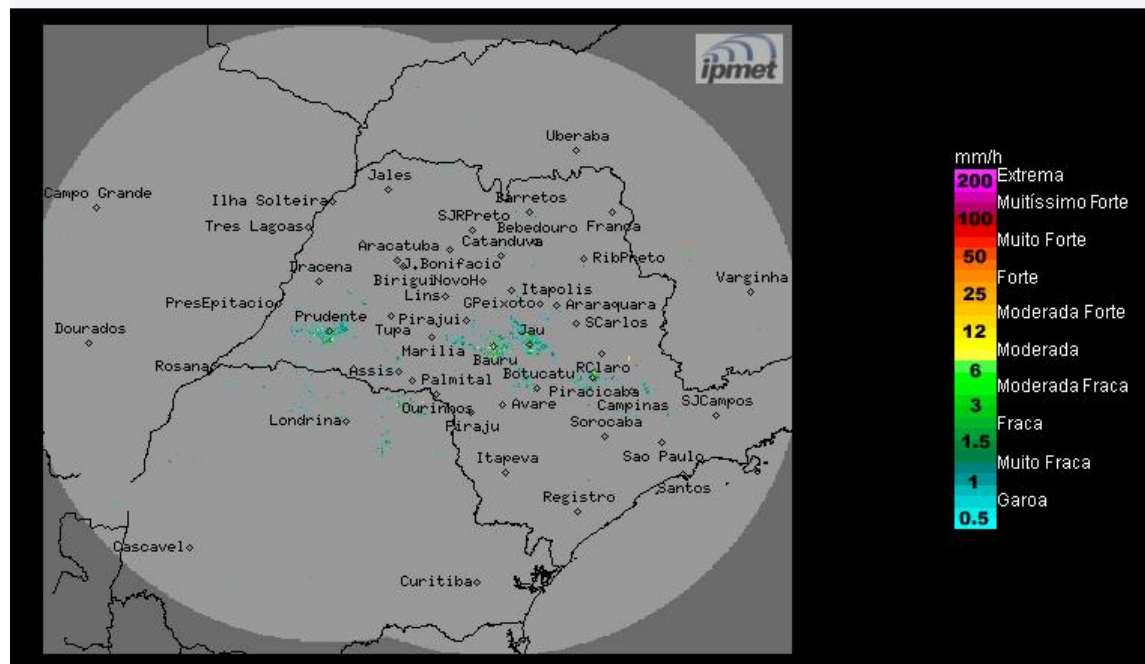 ipmet
Uberaba
Campo Grande
Jales
Ilha Solteira
Barretos
SJRPreto
Tres Lagoas
Bebedouro
Franca
Aracatuba
Catanduva
J.Bonifacio
RibPreto
Dracena
Birigui
NovoH
Itapolis
Varginha
Lins
GPeixoto
Araraquara
PresEpitacio
Prudente
Tupa
Pirajui
SCarlos
Dourados
Jau
Marilia
Bauru
Rosana
Assis
Botucatu
RClaro
Palmital
Piracicaba
Ourinhos
Avare
Campinas
SJCampos
Londrina
Piraju
Sorocaba
Itapeva
Sao Paulo
Registro
Santos
Cascavel
Curitiba
mm/h
200 Extrema
Muitíssimo Forte
100
Muito Forte
50
Forte
25
Moderada Forte
12
Moderada
6
Moderada Fraca
3
Fraca
1.5
Muito Fraca
1
Garoa
0.5